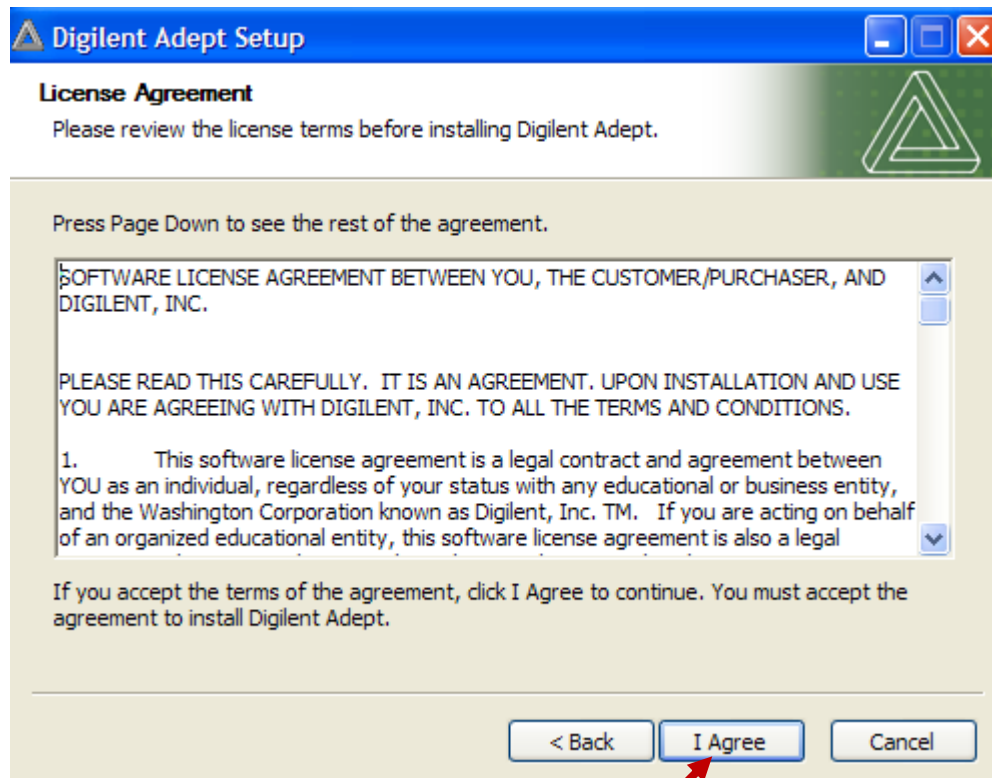 Digilent Adept Setup
License Agreement
Please review the license terms before installing Digilent Adept.
Press Page Down to see the rest of the agreement.
SOFTWARE LICENSE AGREEMENT BETWEEN YOU, THE CUSTOMER/PURCHASER, AND
DIGILENT, INC.
PLEASE READ THIS CAREFULLY. IT IS AN AGREEMENT. UPON INSTALLATION AND USE
YOU ARE AGREEING WITH DIGILENT, INC. TO ALL THE TERMS AND CONDITIONS.
1. This software license agreement is a legal contract and agreement between
YOU as an individual, regardless of your status with any educational or business entity,
and the Washington Corporation known as Digilent, Inc. TM. If you are acting on behalf
of an organized educational entity, this software license agreement is also a legal
If you accept the terms of the agreement, click I Agree to continue. You must accept the
agreement to install Digilent Adept.
< Back I Agree Cancel